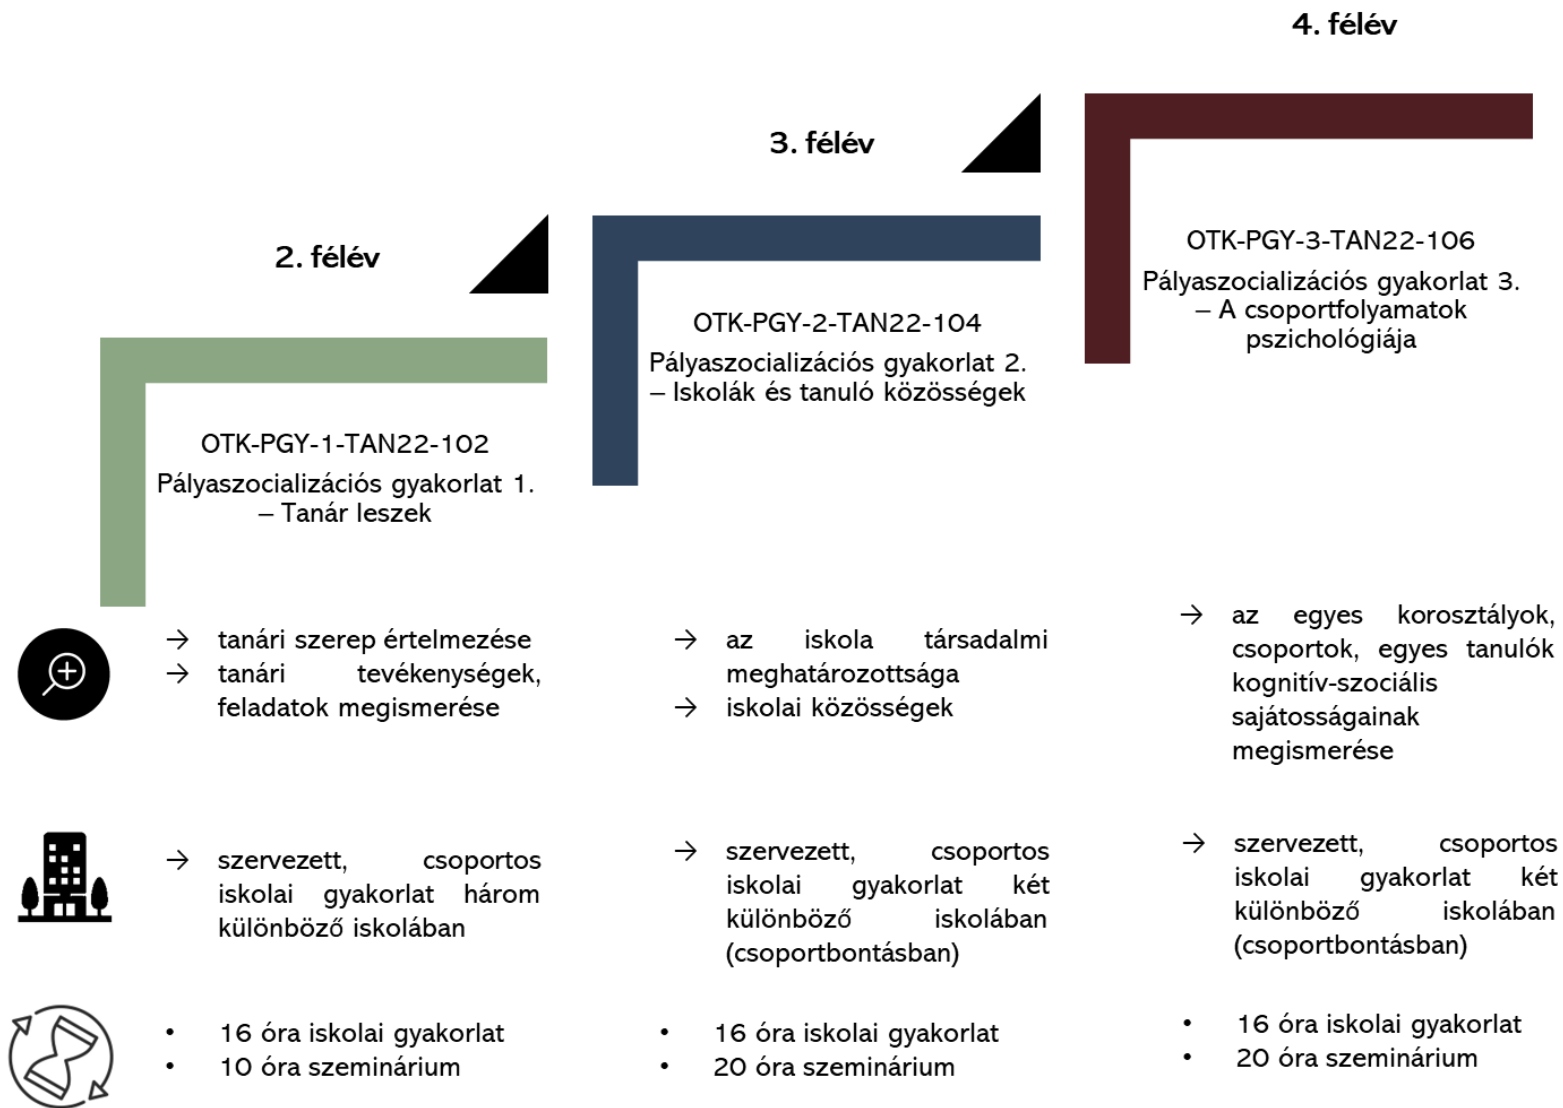 2. félév
OTK-PGY-1-TAN22-102
Pályaszocializációs gyakorlat 1.
– Tanár leszek
→ tanári szerep értelmezése
→ tanári tevékenységek,
feladatok megismerése
→ szervezett, csoportos
iskolai gyakorlat három
különböző iskolában
• 16 óra iskolai gyakorlat
• 10 óra szeminárium
3. félév
OTK-PGY-2-TAN22-104
Pályaszocializációs gyakorlat 2.
– Iskolák és tanuló közösségek
→ az iskola társadalmi
meghatározottsága
→ iskolai közösségek
→ szervezett, csoportos
iskolai gyakorlat két
különböző iskolában
(csoportbontásban)
• 16 óra iskolai gyakorlat
• 20 óra szeminárium
4. félév
OTK-PGY-3-TAN22-106
Pályaszocializációs gyakorlat 3.
– A csoportfolyamatok
pszichológiája
→ az egyes korosztályok,
csoportok, egyes tanulók
kognitív-szociális
sajátosságainak
megismerése
→ szervezett, csoportos
iskolai gyakorlat két
különböző iskolában
(csoportbontásban)
• 16 óra iskolai gyakorlat
• 20 óra szeminárium